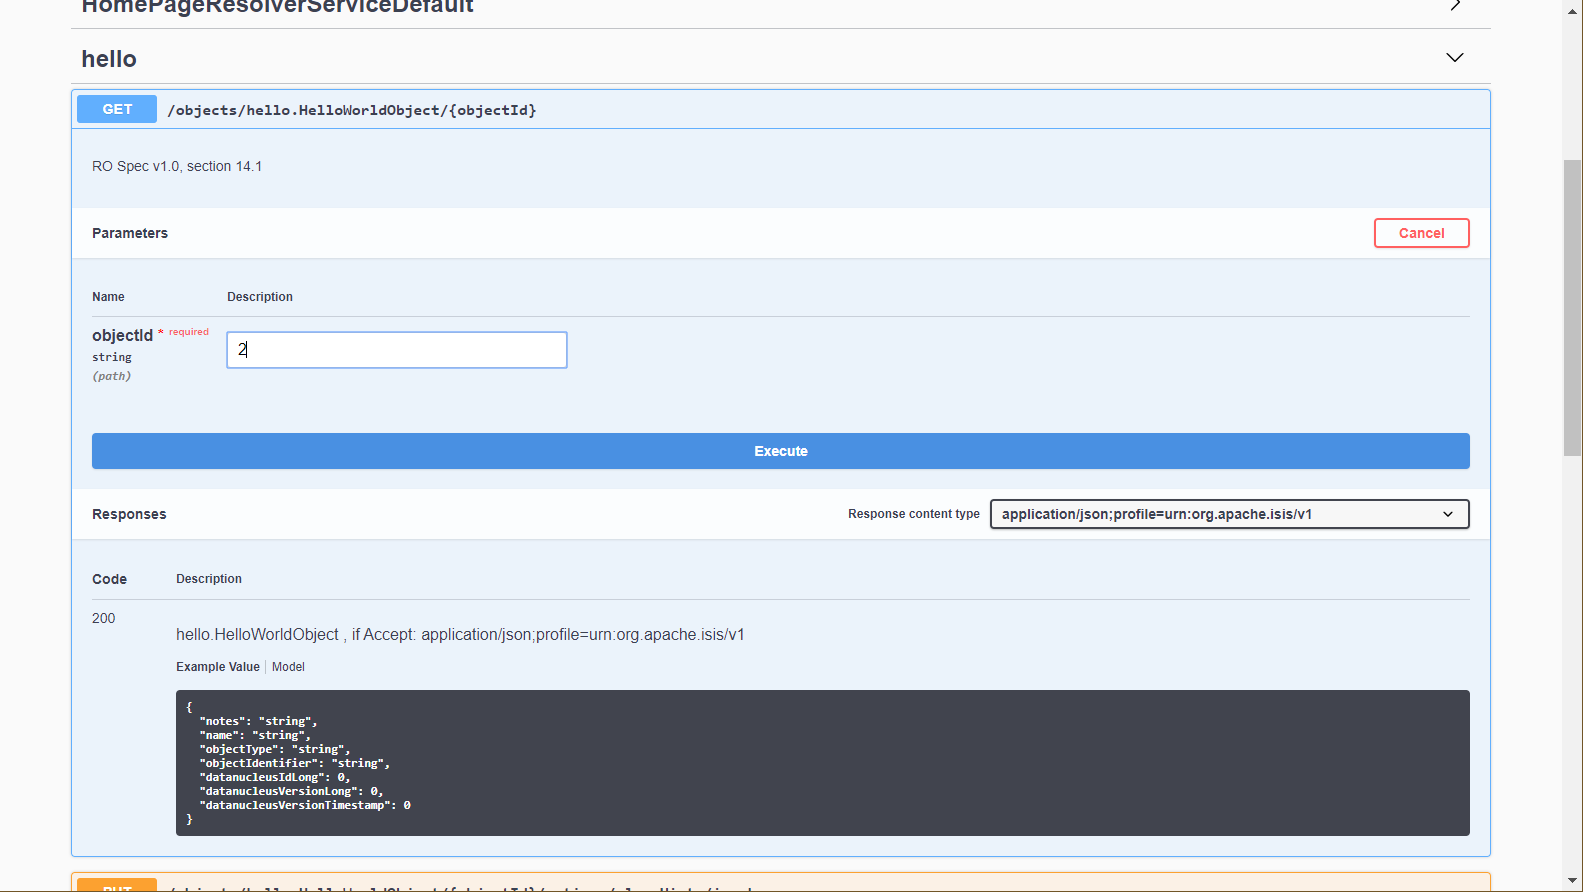 HomePageResolverServiceDefault
hello
GET /objects/hello.HelloWorldObject/{objectId}
RO Spec v1.0, section 14.1
Parameters Cancel
Name Description
objectId * required
string
(path)
2
Execute
Responses Response content type application/json;profile=urn:org.apache.isis/v1
Code Description
200
hello.HelloWorldObject , if Accept: application/json;profile=urn:org.apache.isis/v1
Example Value Model
{
"notes": "string",
"name": "string",
"objectType": "string",
"objectIdentifier": "string",
"datanucleusIdLong": 0,
"datanucleusVersionLong": 0,
"datanucleusVersionTimestamp": 0
}
PUT